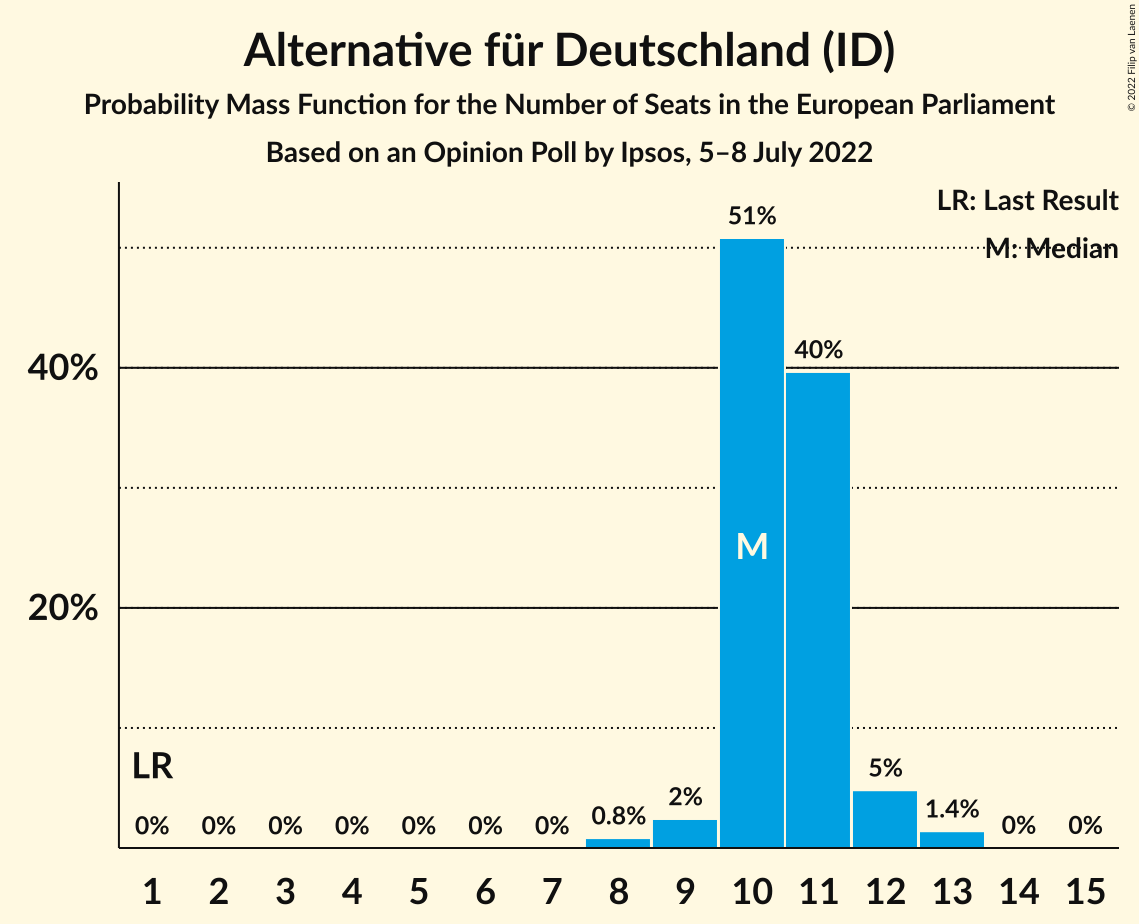 Alternative für Deutschland (ID)
Probability Mass Function for the Number of Seats in the European Parliament
Based on an Opinion Poll by Ipsos, 5–8 July 2022
© 2022 Filip van Laenen
LR: Last Result
M: Median
51%
40%
40%
M
20%
LR
0% 0% 0% 0% 0% 0% 0% 0.8% 2% 5% 1.4% 0% 0%
1 2 3 4 5 6 7 8 9 10 11 12 13 14 15